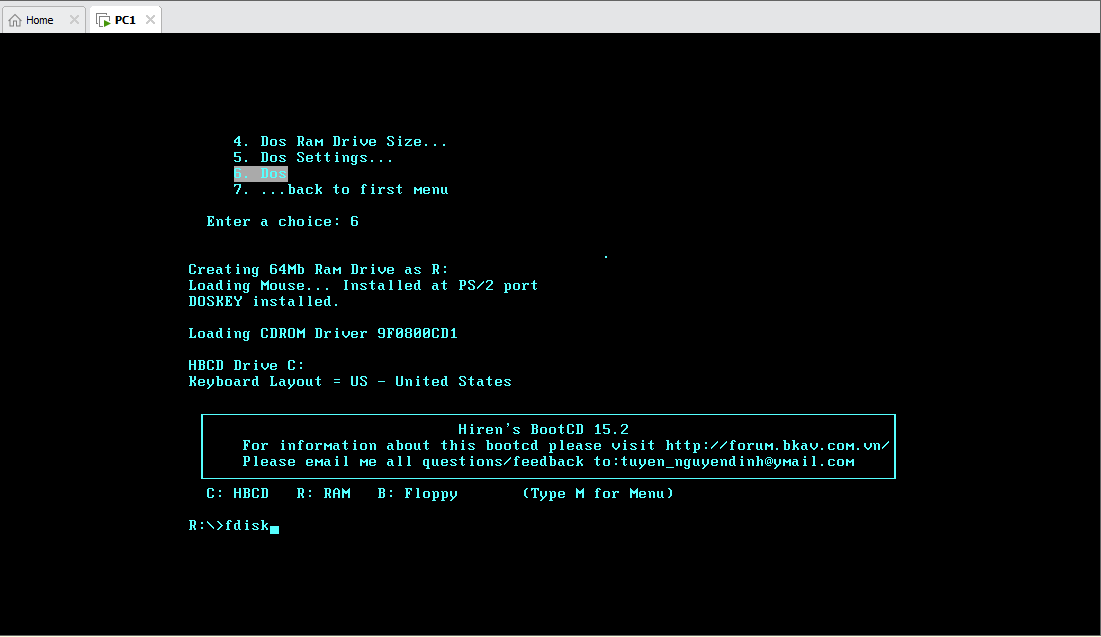 Home
PC1
4. Dos Ram Drive Size...
5. Dos Settings...
6. Dos
7. ...back to first menu
Enter a choice: 6
.
Creating 64Mb Ram Drive as R:
Loading Mouse... Installed at PS/2 port
DOSKEY installed.
Loading CDROM Driver 9F0800CD1
HBCD Drive C:
Keyboard Layout = US - United States
Hiren's BootCD 15.2
For information about this bootcd please visit http://forum.bkav.com.vn/
Please email me all questions/feedback to:tuyen_nguyendinh@ymail.com
C: HBCD R: RAM B: Floppy (Type M for Menu)
R:\>fdisk